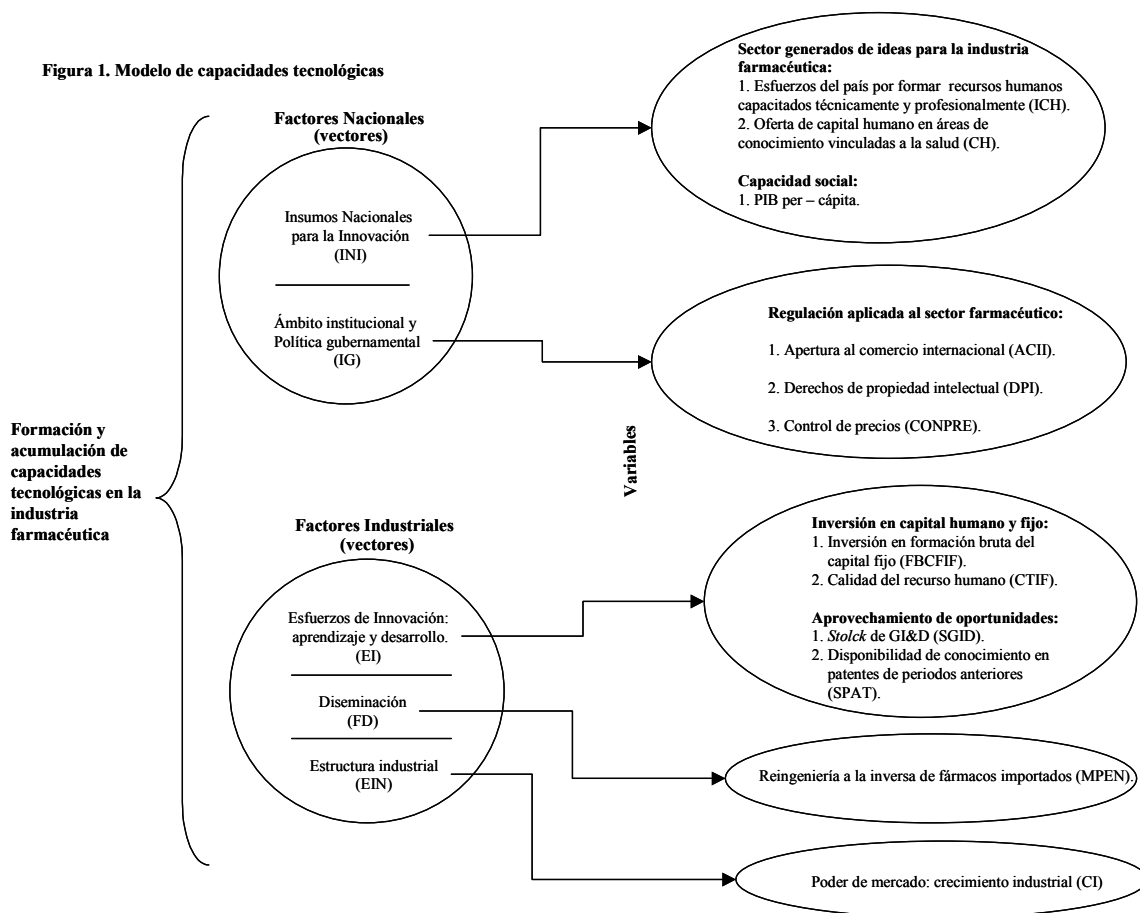 Figura 1. Modelo de capacidades tecnológicas
Formación y
acumulación de
capacidades
tecnológicas en la
industria
farmacéutica
Factores Nacionales
(vectores)
Insumos Nacionales
para la Innovación
(INI)
Ámbito institucional y
Política gubernamental
(IG)
Factores Industriales
(vectores)
Esfuerzos de Innovación:
aprendizaje y desarrollo.
(EI)
Diseminación
(FD)
Estructura industrial
(EIN)
Variables
Sector generados de ideas para la industria
farmacéutica:
1. Esfuerzos del país por formar recursos humanos
capacitados técnicamente y profesionalmente (ICH).
2. Oferta de capital humano en áreas de
conocimiento vinculadas a la salud (CH).
Capacidad social:
1. PIB per – cápita.
Regulación aplicada al sector farmacéutico:
1. Apertura al comercio internacional (ACII).
2. Derechos de propiedad intelectual (DPI).
3. Control de precios (CONPRE).
Inversión en capital humano y fijo:
1. Inversión en formación bruta del
capital fijo (FBCFIF).
2. Calidad del recurso humano (CTIF).
Aprovechamiento de oportunidades:
1. Stolck de GI&D (SGID).
2. Disponibilidad de conocimiento en
patentes de periodos anteriores
(SPAT).
Reingeniería a la inversa de fármacos importados (MPEN).
Poder de mercado: crecimiento industrial (CI)